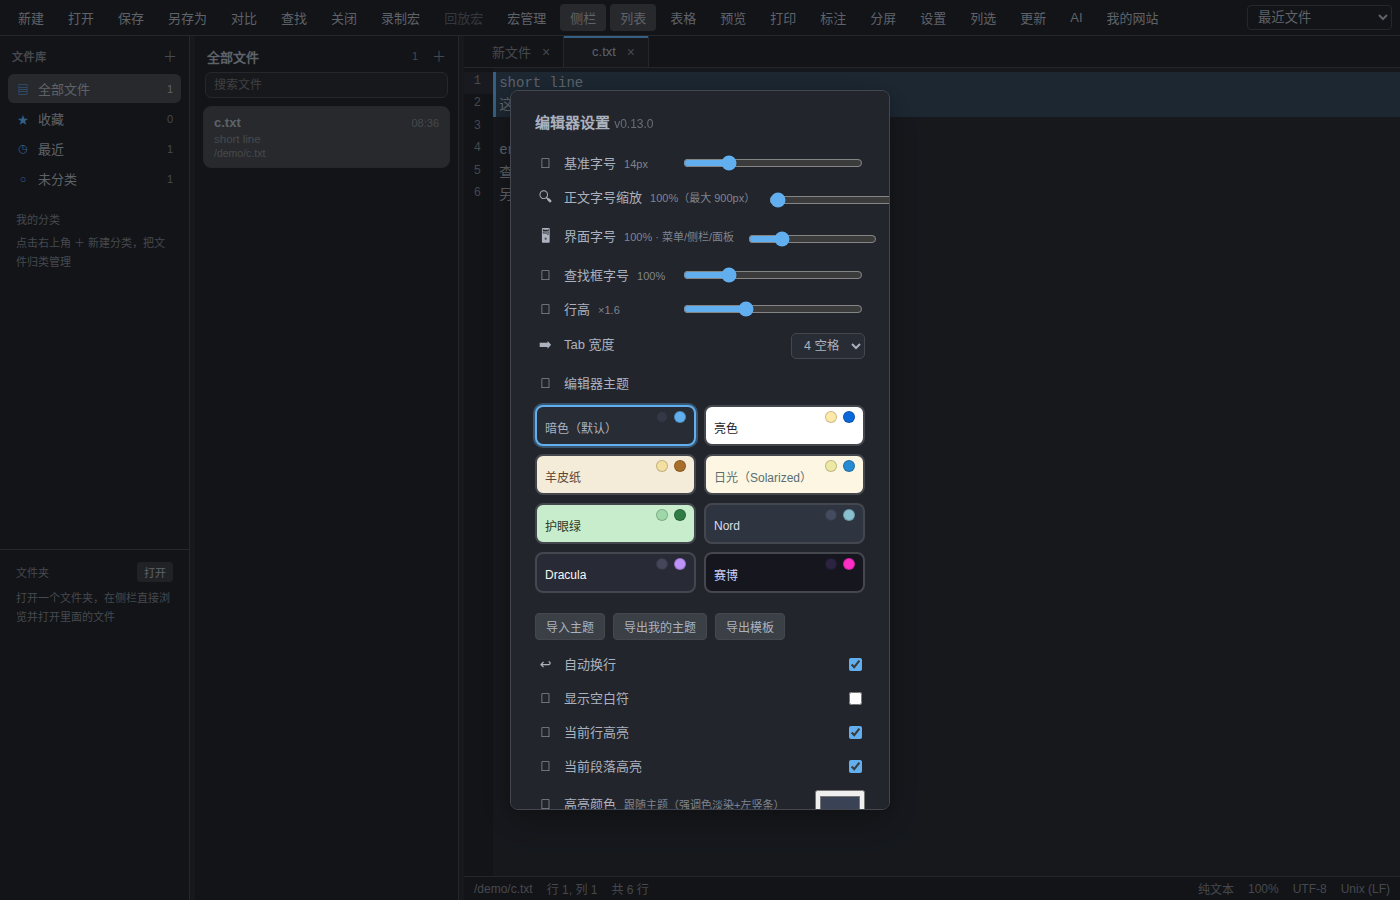 新建 打开 保存 另存为 对比 查找 关闭 录制宏 回放宏 宏管理 侧栏 列表 表格 预览 打印 标注 分屏 列选 设置 更新 AI 我的网站 最近文件
文件库
全部文件 1
收藏 0
最近 1
未分类 1
我的分类
点击右上角 ＋ 新建分类，把文
件归类管理
文件夹 打开
打开一个文件夹，在侧栏直接浏
览并打开里面的文件
全部文件 1
搜索文件
c.txt 08:36
short line
/demo/c.txt
新文件 ×
c.txt ×
1 short line
2 这
3
4
5 查
6 另
编辑器设置 v0.13.0
基准字号 14px
正文字号缩放 100%（最大 900px）
界面字号 100% · 菜单/侧栏/面板
查找框字号 100%
行高 ×1.6
Tab 宽度 4 空格
编辑器主题
暗色（默认） 亮色
羊皮纸 日光（Solarized）
护眼绿 Nord
Dracula 赛博
导入主题 导出我的主题 导出模板
自动换行
显示空白符
当前行高亮
当前段落高亮
高亮颜色 跟随主题（强调色淡染+左竖条）
/demo/c.txt 行 1, 列 1 共 6 行 纯文本 100% UTF-8 Unix (LF)